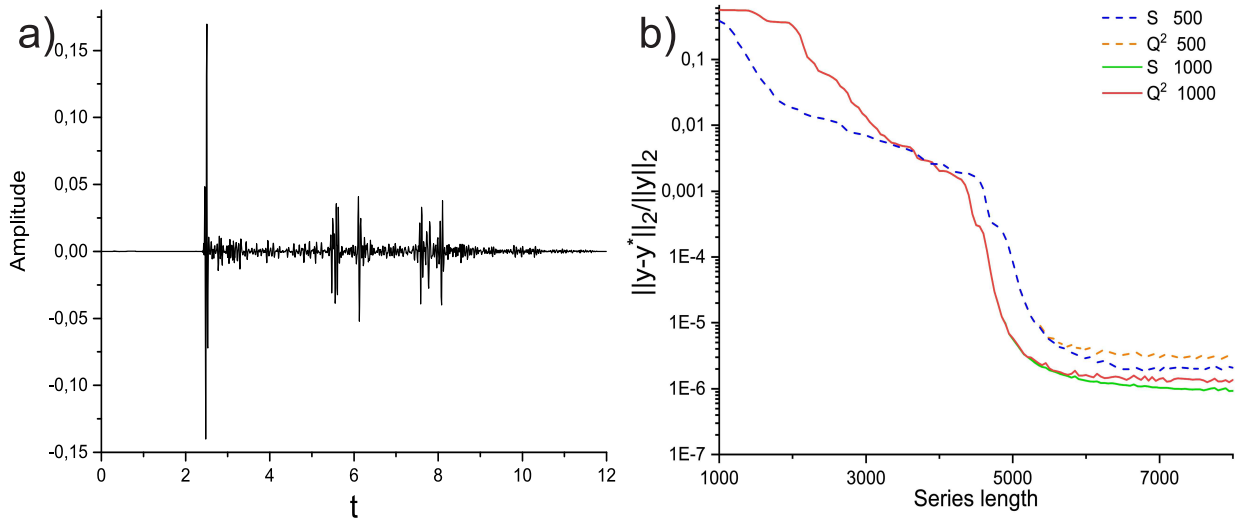 a)
0,15
0,10
0,05
0,00
-0,05
-0,10
-0,15
Amplitude
0 2 4 6 8 10 12
t
b)
S 500
Q² 500
S 1000
Q² 1000
0,1
0,01
0,001
1E-4
1E-5
1E-6
1E-7
||y-y*||₂/||y||₂
1000 3000 5000 7000
Series length